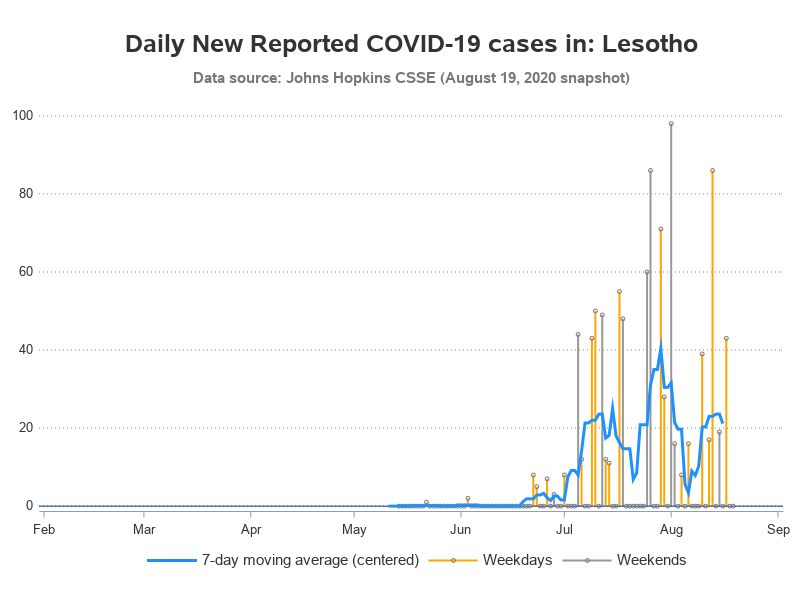 Daily New Reported COVID-19 cases in: Lesotho
Data source: Johns Hopkins CSSE (August 19, 2020 snapshot)
100
80
60
40
20
0
Feb Mar Apr May Jun Jul Aug Sep
7-day moving average (centered) Weekdays Weekends